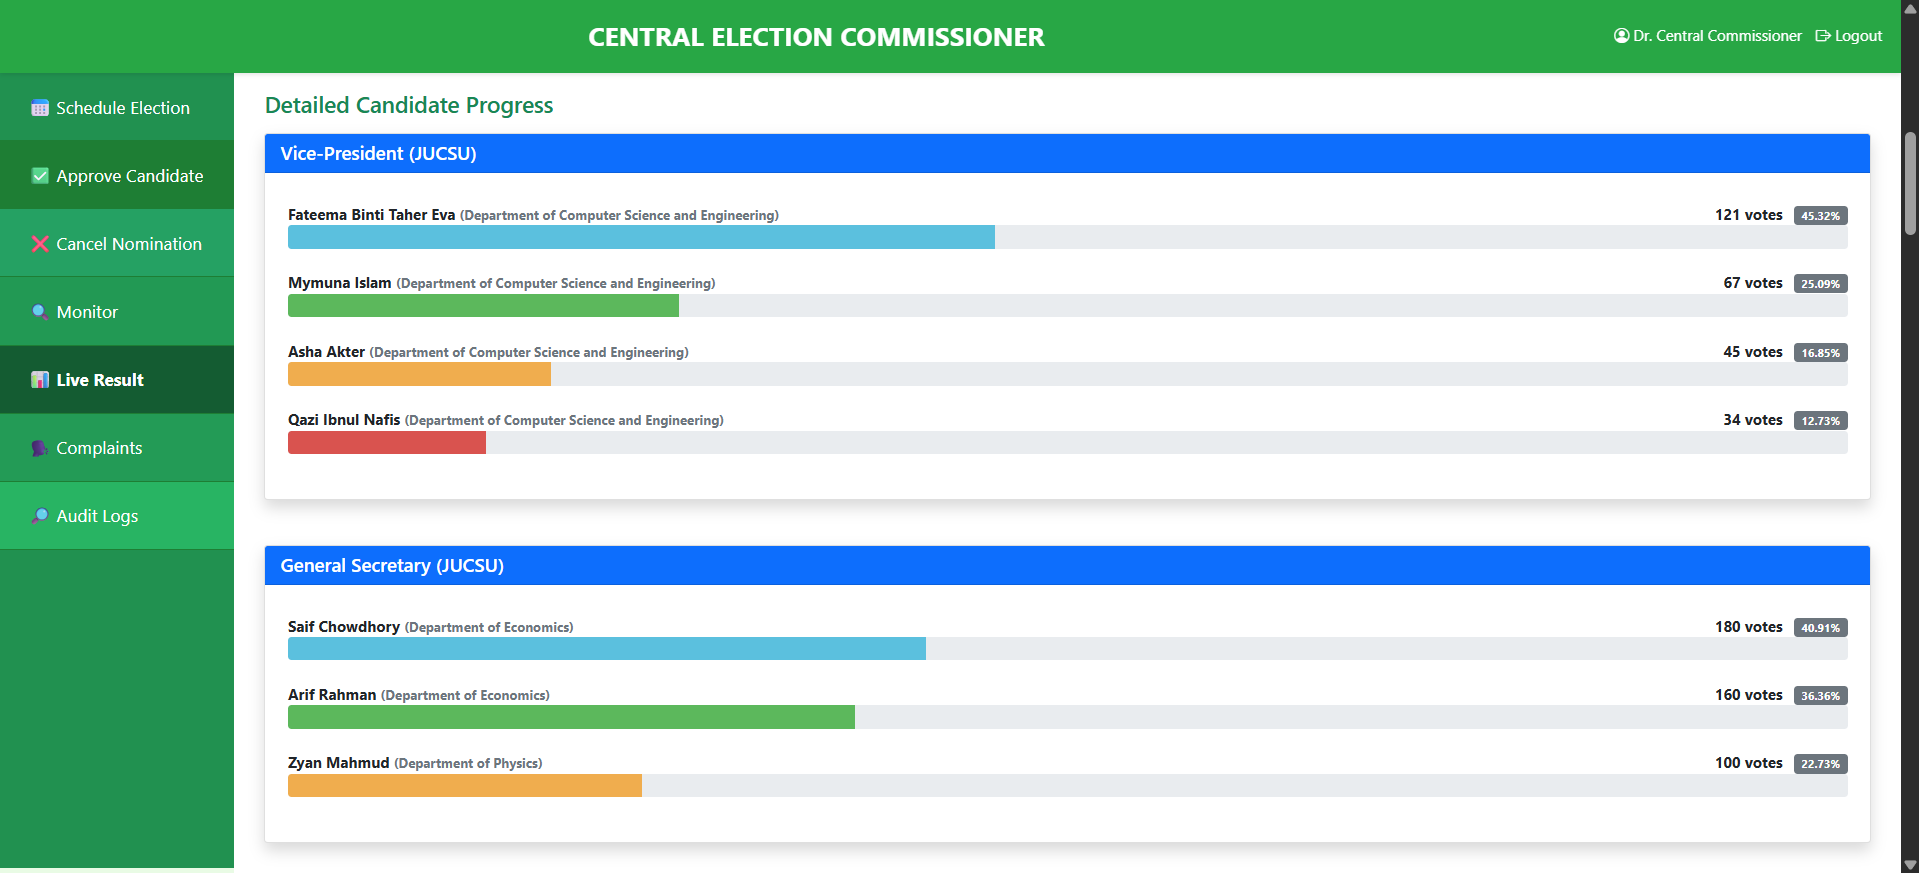 CENTRAL ELECTION COMMISSIONER
Dr. Central Commissioner Logout
Schedule Election
Approve Candidate
Cancel Nomination
Monitor
Live Result
Complaints
Audit Logs
Detailed Candidate Progress
Vice-President (JUCSU)
Fateema Binti Taher Eva (Department of Computer Science and Engineering) 121 votes 45.32%
Mymuna Islam (Department of Computer Science and Engineering) 67 votes 25.09%
Asha Akter (Department of Computer Science and Engineering) 45 votes 16.85%
Qazi Ibnul Nafis (Department of Computer Science and Engineering) 34 votes 12.73%
General Secretary (JUCSU)
Saif Chowdhory (Department of Economics) 180 votes 40.91%
Arif Rahman (Department of Economics) 160 votes 36.36%
Zyan Mahmud (Department of Physics) 100 votes 22.73%